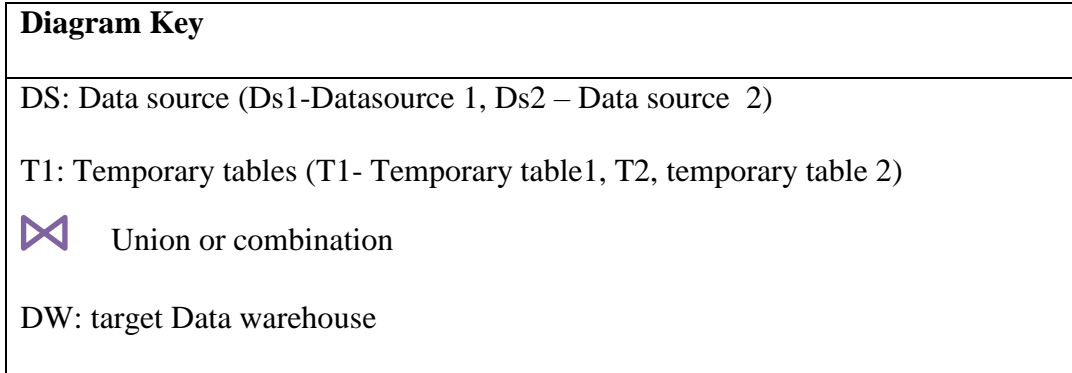 Diagram Key
DS: Data source (Ds1-Datasource 1, Ds2 – Data source  2)
T1: Temporary tables (T1- Temporary table1, T2, temporary table 2)
Union or combination
DW: target Data warehouse